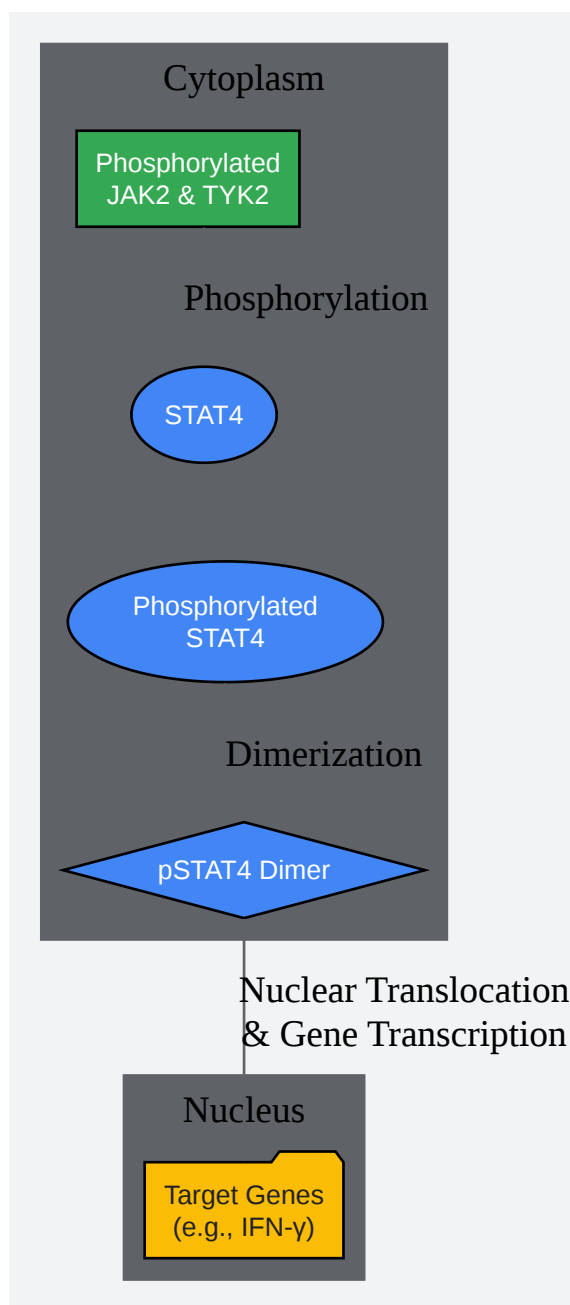 Cytoplasm
Phosphorylated
JAK2 & TYK2
Phosphorylation
STAT4
Phosphorylated
STAT4
Dimerization
pSTAT4 Dimer
Nuclear Translocation
& Gene Transcription
Nucleus
Target Genes
(e.g., IFN-γ)